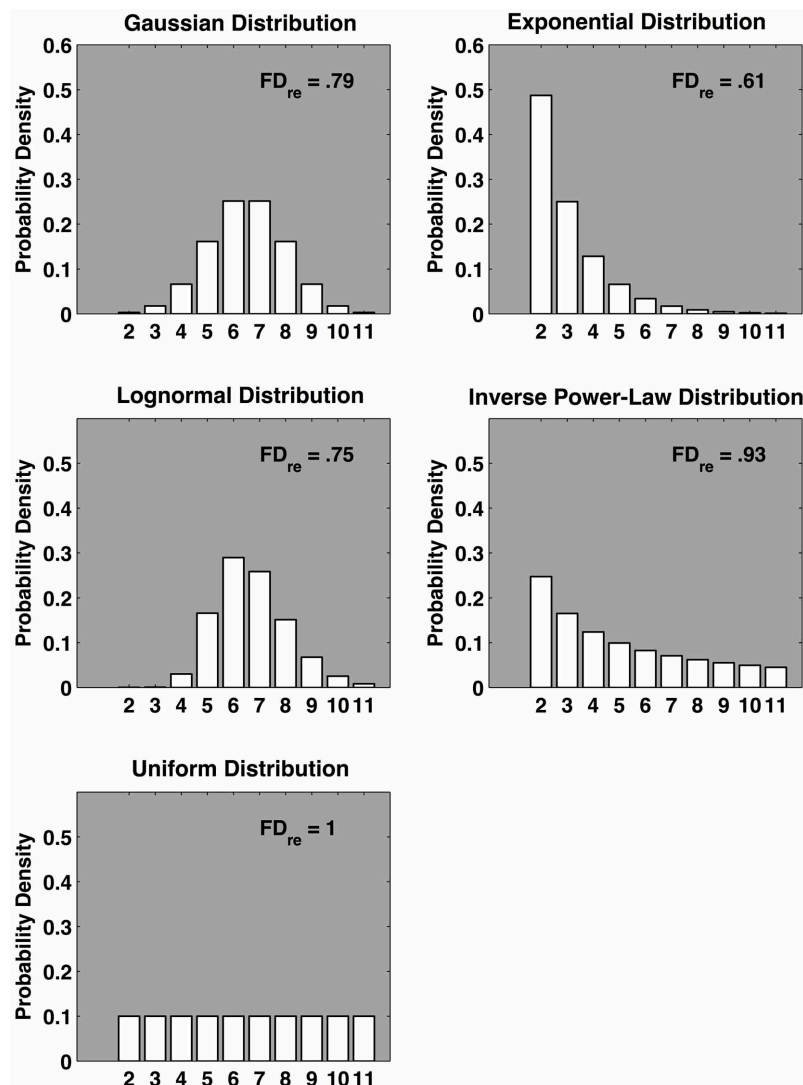 Gaussian Distribution
FDre = .79
Probability Density
0.6
0.5
0.4
0.3
0.2
0.1
0
2 3 4 5 6 7 8 9 10 11
Exponential Distribution
FDre = .61
Probability Density
0.6
0.5
0.4
0.3
0.2
0.1
0
2 3 4 5 6 7 8 9 10 11
Lognormal Distribution
FDre = .75
Probability Density
0.5
0.4
0.3
0.2
0.1
0
2 3 4 5 6 7 8 9 10 11
Inverse Power-Law Distribution
FDre = .93
Probability Density
0.5
0.4
0.3
0.2
0.1
0
2 3 4 5 6 7 8 9 10 11
Uniform Distribution
FDre = 1
Probability Density
0.5
0.4
0.3
0.2
0.1
0
2 3 4 5 6 7 8 9 10 11